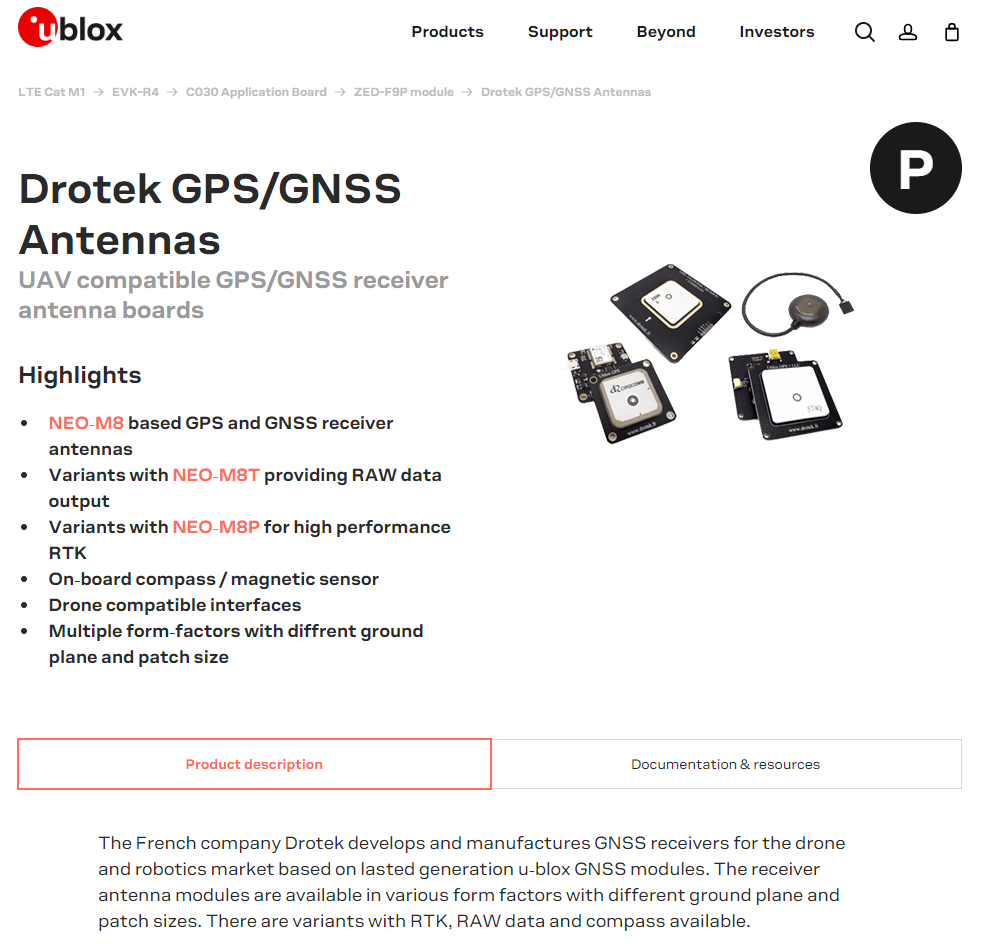 ublox
Products Support Beyond Investors
LTE Cat M1 → EVK-R4 → C030 Application Board → ZED-F9P module → Drotek GPS/GNSS Antennas
P
Drotek GPS/GNSS
Antennas
UAV compatible GPS/GNSS receiver
antenna boards
Highlights
• NEO-M8 based GPS and GNSS receiver
antennas
• Variants with NEO-M8T providing RAW data
output
• Variants with NEO-M8P for high performance
RTK
• On-board compass / magnetic sensor
• Drone compatible interfaces
• Multiple form-factors with diffrent ground
plane and patch size
CIROCOMM
www.drotek.fr
Product description
Documentation & resources
The French company Drotek develops and manufactures GNSS receivers for the drone
and robotics market based on lasted generation u-blox GNSS modules. The receiver
antenna modules are available in various form factors with different ground plane and
patch sizes. There are variants with RTK, RAW data and compass available.